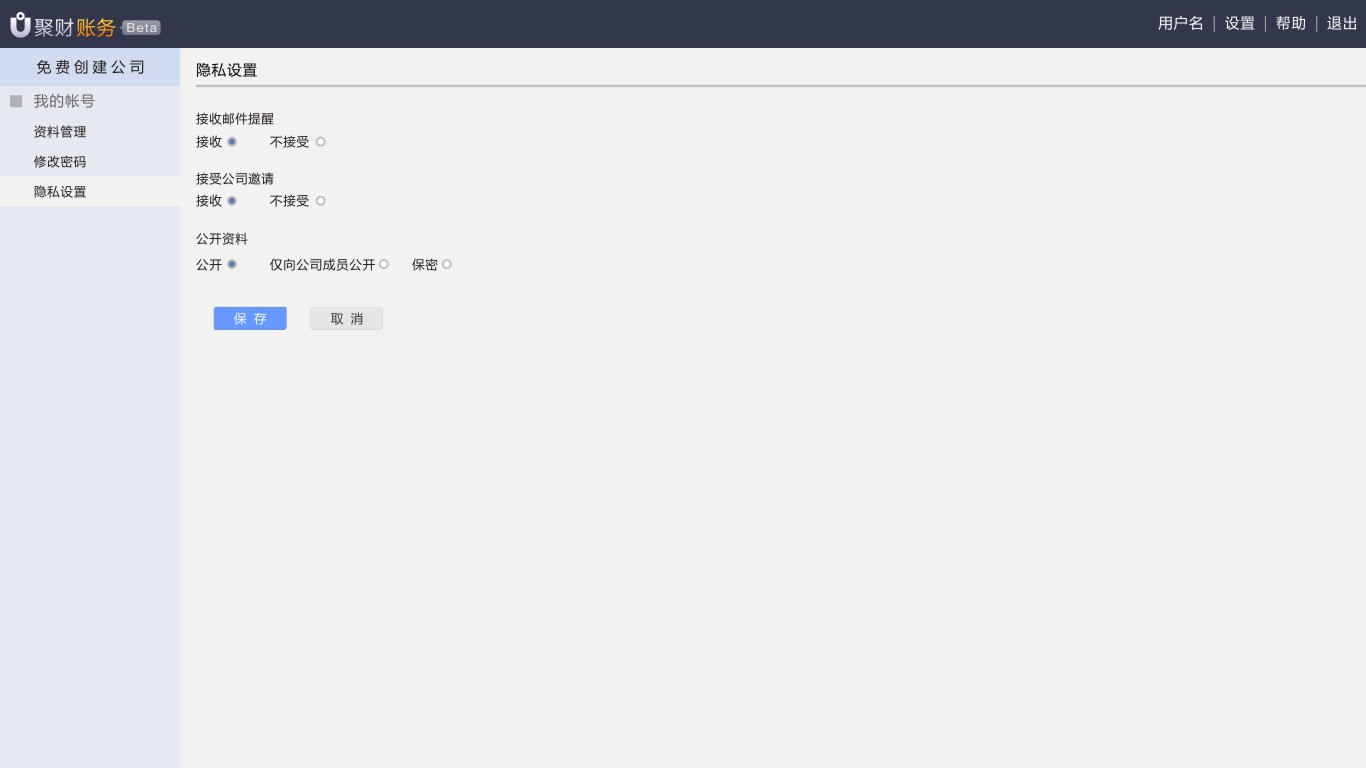 聚财账务 Beta
用户名 | 设置 | 帮助 | 退出
免费创建公司
我的帐号
资料管理
修改密码
隐私设置
隐私设置
接收邮件提醒
接收 不接受
接受公司邀请
接收 不接受
公开资料
公开 仅向公司成员公开 保密
保存 取消